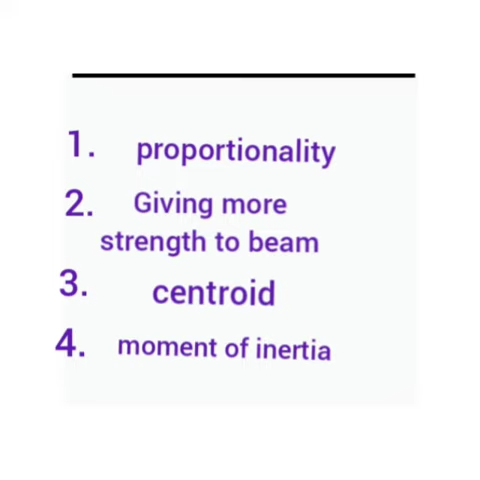 1. proportionality
2. Giving more
strength to beam
3. centroid
4. moment of inertia